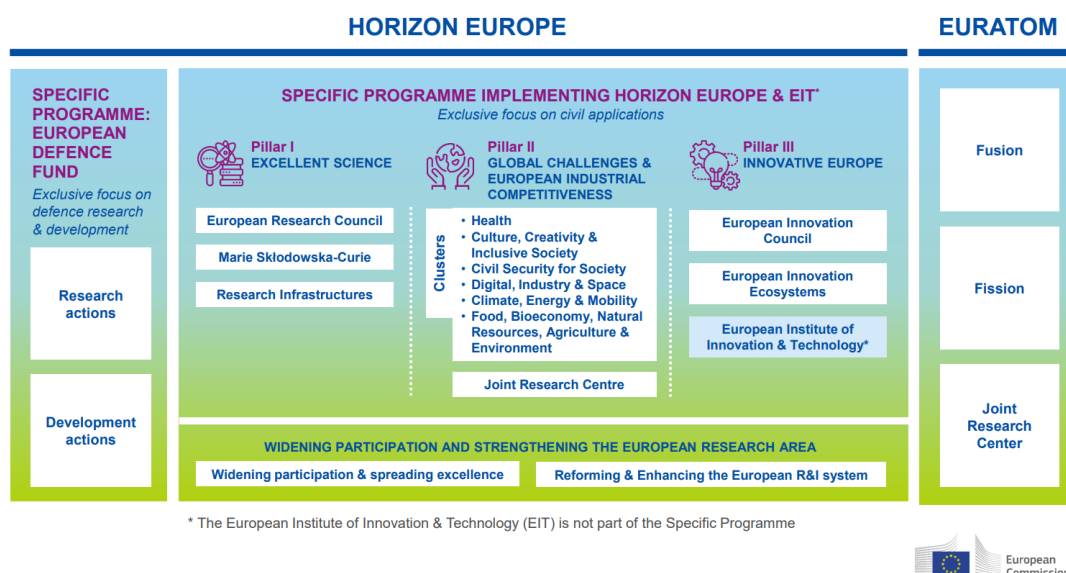 HORIZON EUROPE
EURATOM
SPECIFIC
PROGRAMME:
EUROPEAN
DEFENCE
FUND
Exclusive focus on
defence research
& development
Research
actions
Development
actions
SPECIFIC PROGRAMME IMPLEMENTING HORIZON EUROPE & EIT*
Exclusive focus on civil applications
Pillar I
EXCELLENT SCIENCE
European Research Council
Marie Skłodowska-Curie
Research Infrastructures
Pillar II
GLOBAL CHALLENGES &
EUROPEAN INDUSTRIAL
COMPETITIVENESS
Clusters
• Health
• Culture, Creativity &
Inclusive Society
• Civil Security for Society
• Digital, Industry & Space
• Climate, Energy & Mobility
• Food, Bioeconomy, Natural
Resources, Agriculture &
Environment
Joint Research Centre
Pillar III
INNOVATIVE EUROPE
European Innovation
Council
European Innovation
Ecosystems
European Institute of
Innovation & Technology*
WIDENING PARTICIPATION AND STRENGTHENING THE EUROPEAN RESEARCH AREA
Widening participation & spreading excellence
Reforming & Enhancing the European R&I system
Fusion
Fission
Joint
Research
Center
* The European Institute of Innovation & Technology (EIT) is not part of the Specific Programme
European